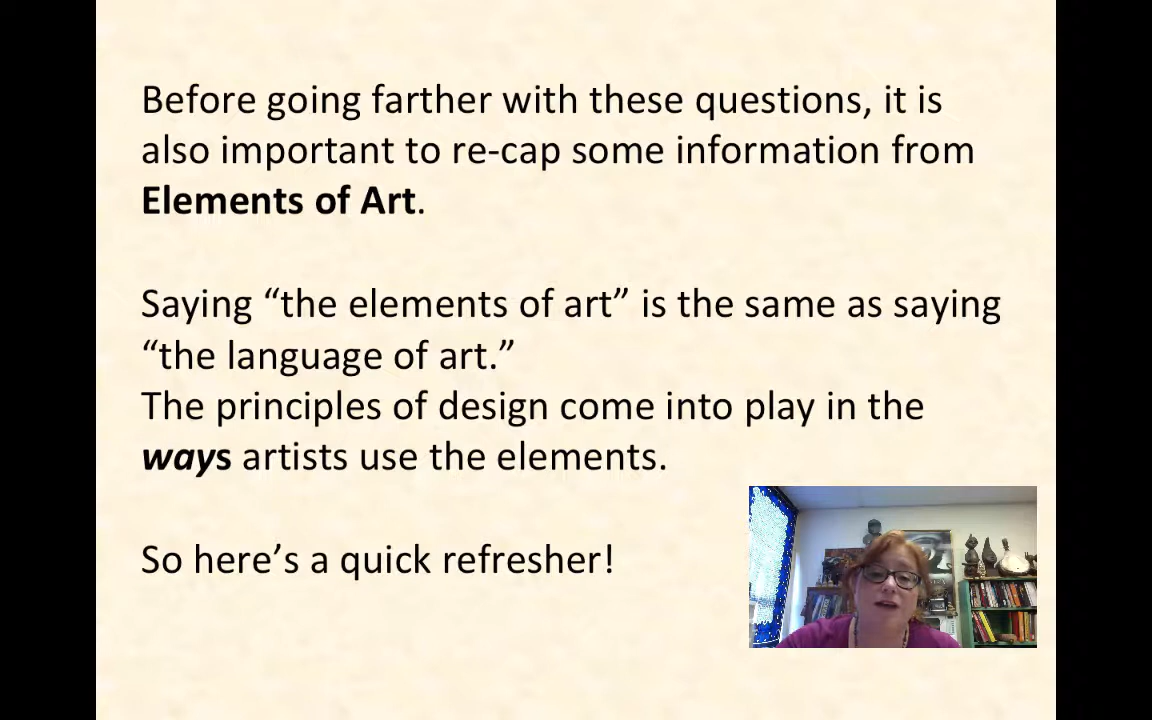 Before going farther with these questions, it is
also important to re-cap some information from
Elements of Art.
Saying “the elements of art” is the same as saying
“the language of art.”
The principles of design come into play in the
ways artists use the elements.
So here’s a quick refresher!